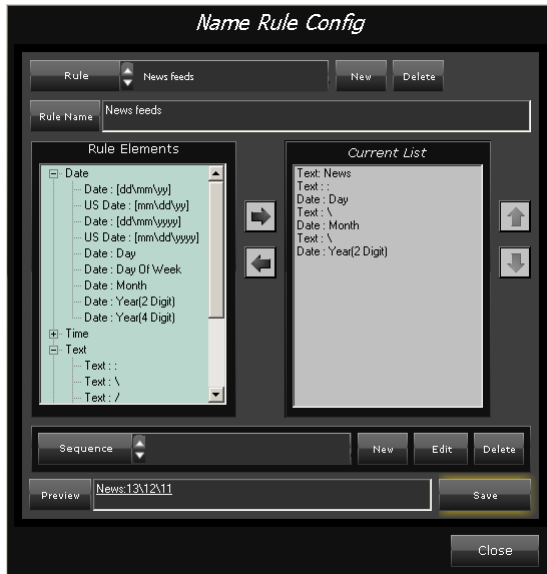 Name Rule Config
Rule
News feeds
New
Delete
Rule Name
News feeds
Rule Elements
Date
Date : [dd\mm\yy]
US Date : [mm\dd\yy]
Date : [dd\mm\yyyy]
US Date : [mm\dd\yyyy]
Date : Day
Date : Day Of Week
Date : Month
Date : Year(2 Digit)
Date : Year(4 Digit)
Time
Text
Text : :
Text : \
Text : /
Current List
Text: News
Text : :
Date : Day
Text : \
Date : Month
Text : \
Date : Year(2 Digit)
Sequence
New
Edit
Delete
Preview
News:13\12\11
Save
Close